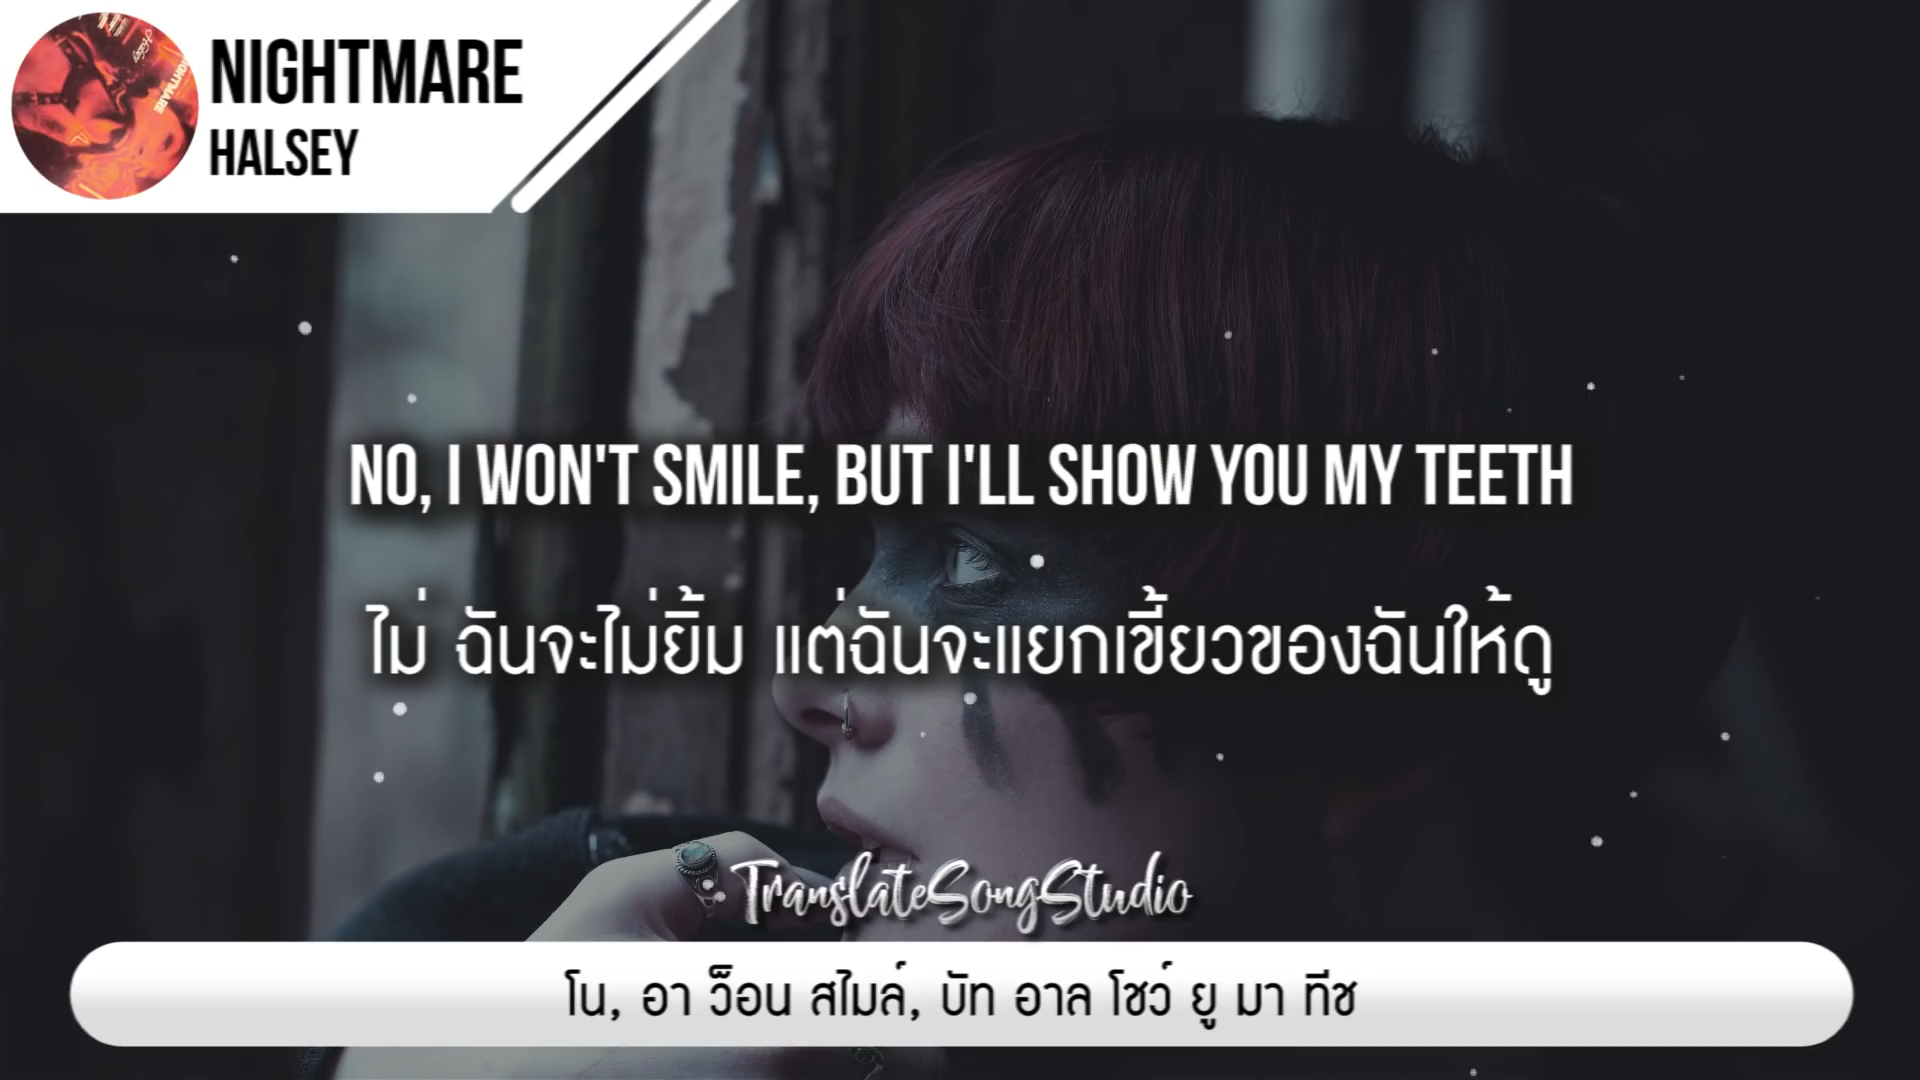 NIGHTMARE
HALSEY
NIGHTMARE
NO, I WON'T SMILE, BUT I'LL SHOW YOU MY TEETH
ไม่ ฉันจะไม่ยิ้ม แต่ฉันจะแยกเขี้ยวของฉันให้ดู
TranslateSongStudio
โน, อา ว็อน สไมล์, บัท อาล โชว์ ยู มา ทีช